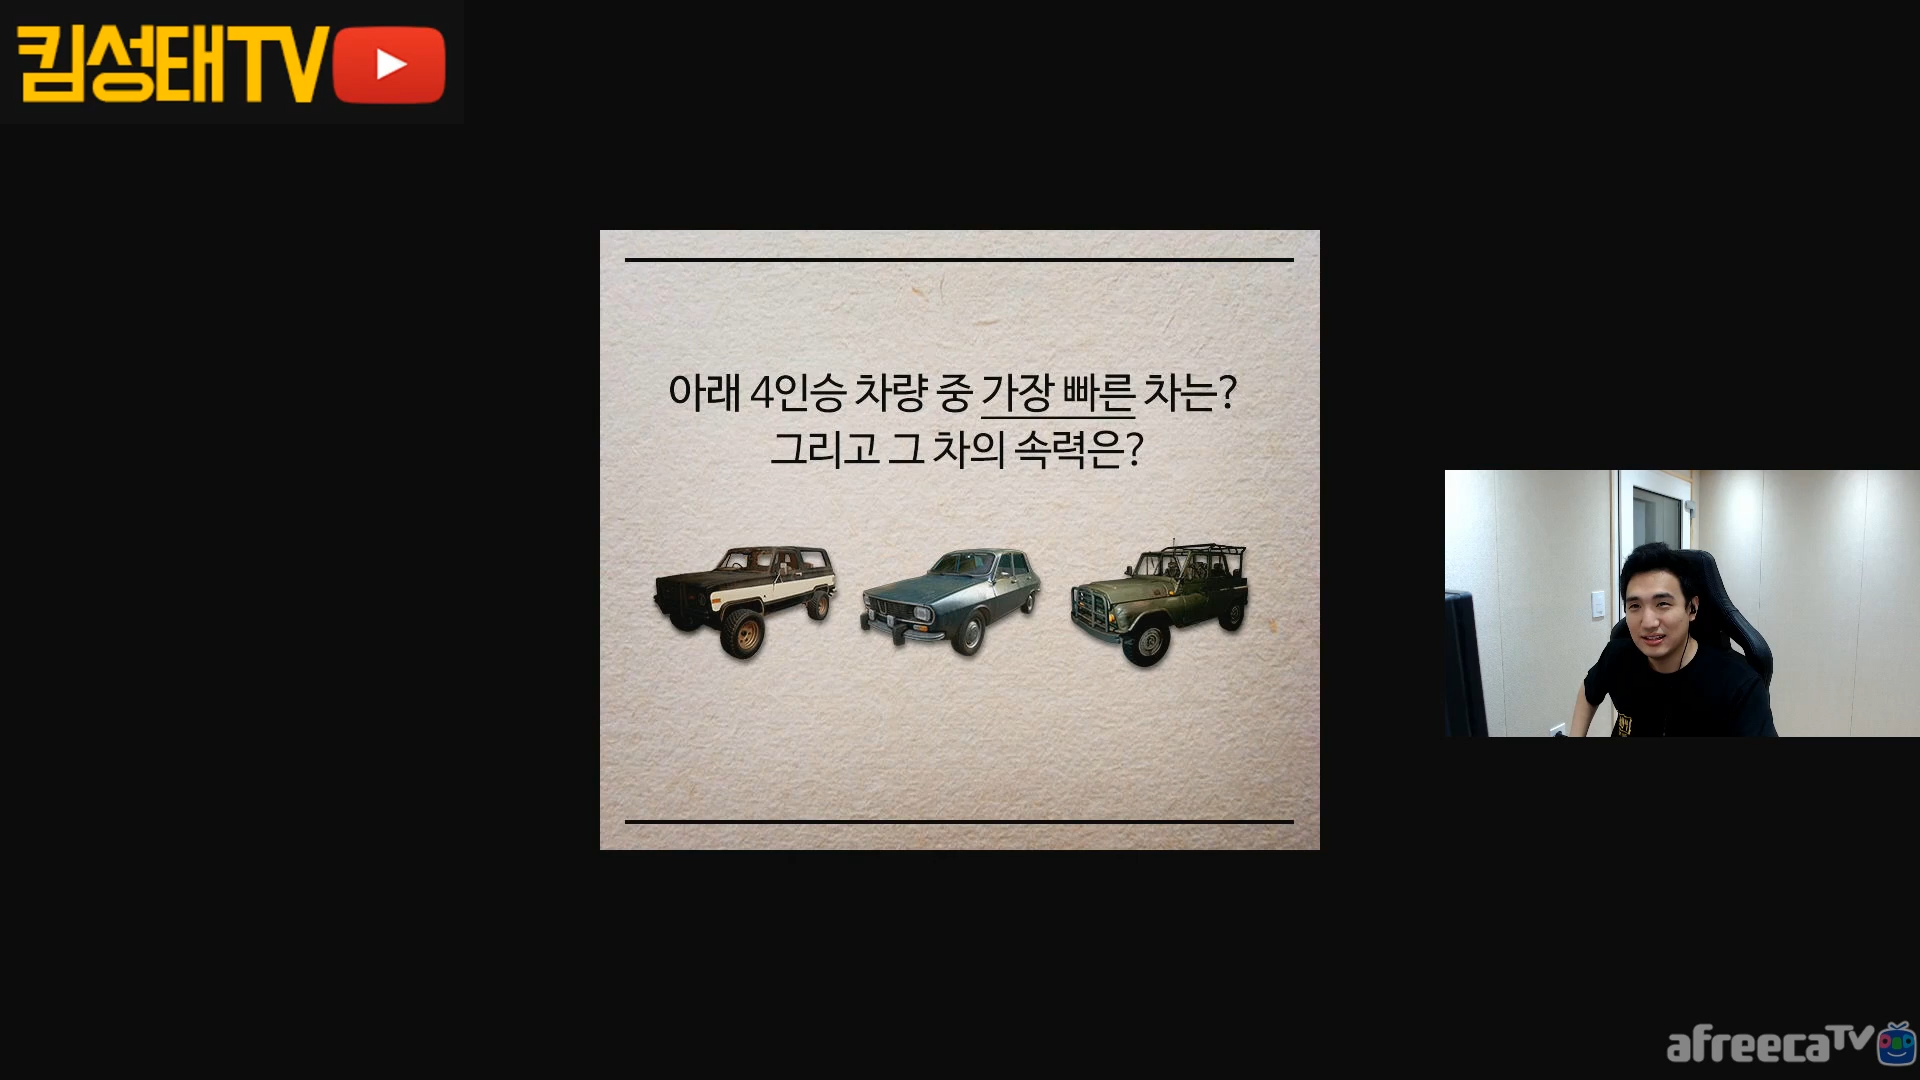 킴성태TV
아래 4인승 차량 중 가장 빠른 차는?
그리고 그 차의 속력은?
afreecaTV